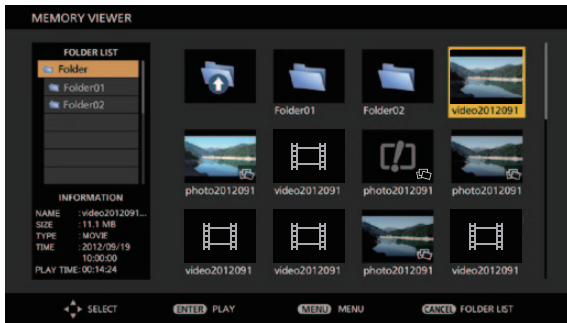 MEMORY VIEWER
FOLDER LIST
Folder
Folder01
Folder02
INFORMATION
NAME :video2012091...
SIZE :11.1 MB
TYPE :MOVIE
TIME :2012/09/19
10:00:00
PLAY TIME:00:14:24
Folder01
Folder02
video2012091
photo2012091
video2012091
photo2012091
photo2012091
video2012091
video2012091
photo2012091
video2012091
SELECT
ENTER PLAY
MENU MENU
CANCEL FOLDER LIST